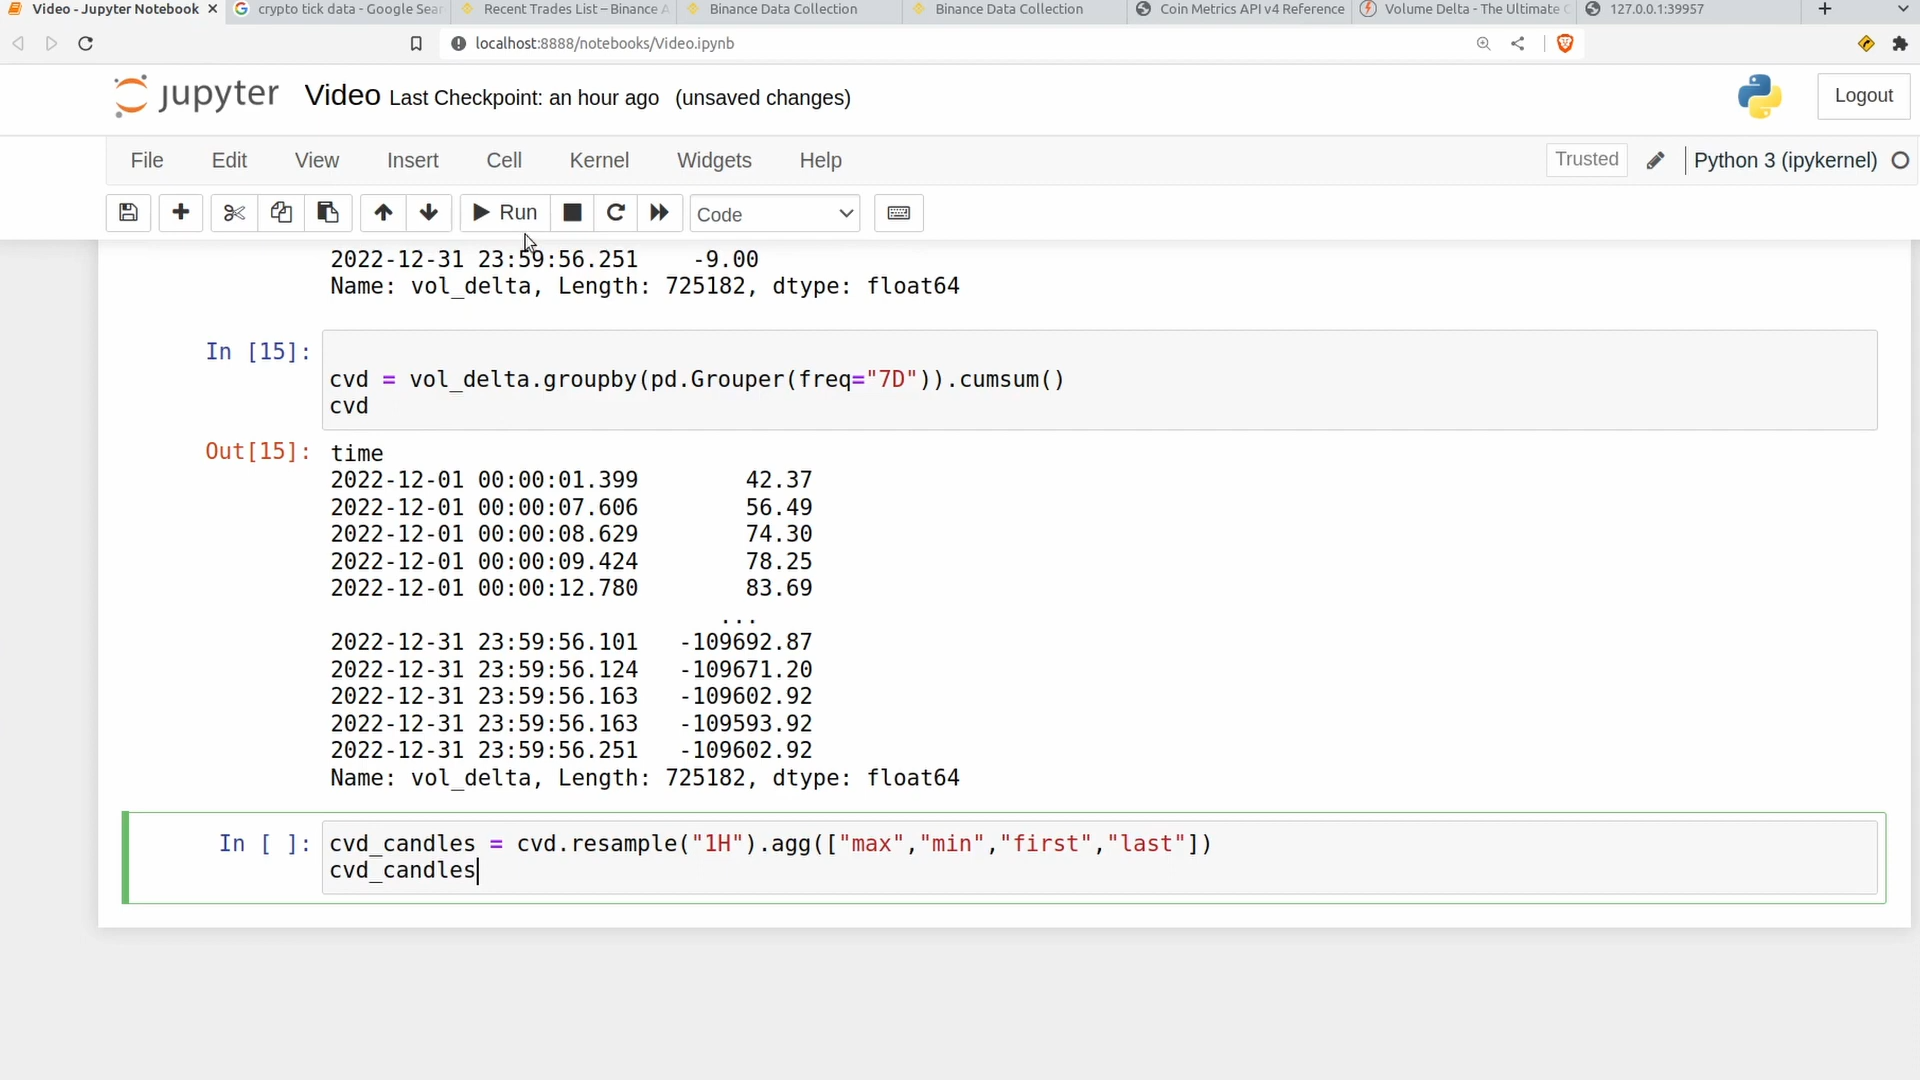 Video - Jupyter Notebook
crypto tick data - Google Sear
Recent Trades List – Binance A
Binance Data Collection
Binance Data Collection
Coin Metrics API v4 Reference
Volume Delta - The Ultimate C
127.0.0.1:39957
localhost:8888/notebooks/Video.ipynb
jupyter Video Last Checkpoint: an hour ago (unsaved changes)
Logout
File Edit View Insert Cell Kernel Widgets Help
Trusted
Python 3 (ipykernel)
Run
Code
2022-12-31 23:59:56.251 -9.00
Name: vol_delta, Length: 725182, dtype: float64
In [15]:
cvd = vol_delta.groupby(pd.Grouper(freq="7D")).cumsum()
cvd
Out[15]: time
2022-12-01 00:00:01.399 42.37
2022-12-01 00:00:07.606 56.49
2022-12-01 00:00:08.629 74.30
2022-12-01 00:00:09.424 78.25
2022-12-01 00:00:12.780 83.69
...
2022-12-31 23:59:56.101 -109692.87
2022-12-31 23:59:56.124 -109671.20
2022-12-31 23:59:56.163 -109602.92
2022-12-31 23:59:56.163 -109593.92
2022-12-31 23:59:56.251 -109602.92
Name: vol_delta, Length: 725182, dtype: float64
In [ ]: cvd_candles = cvd.resample("1H").agg(["max","min","first","last"])
cvd_candles